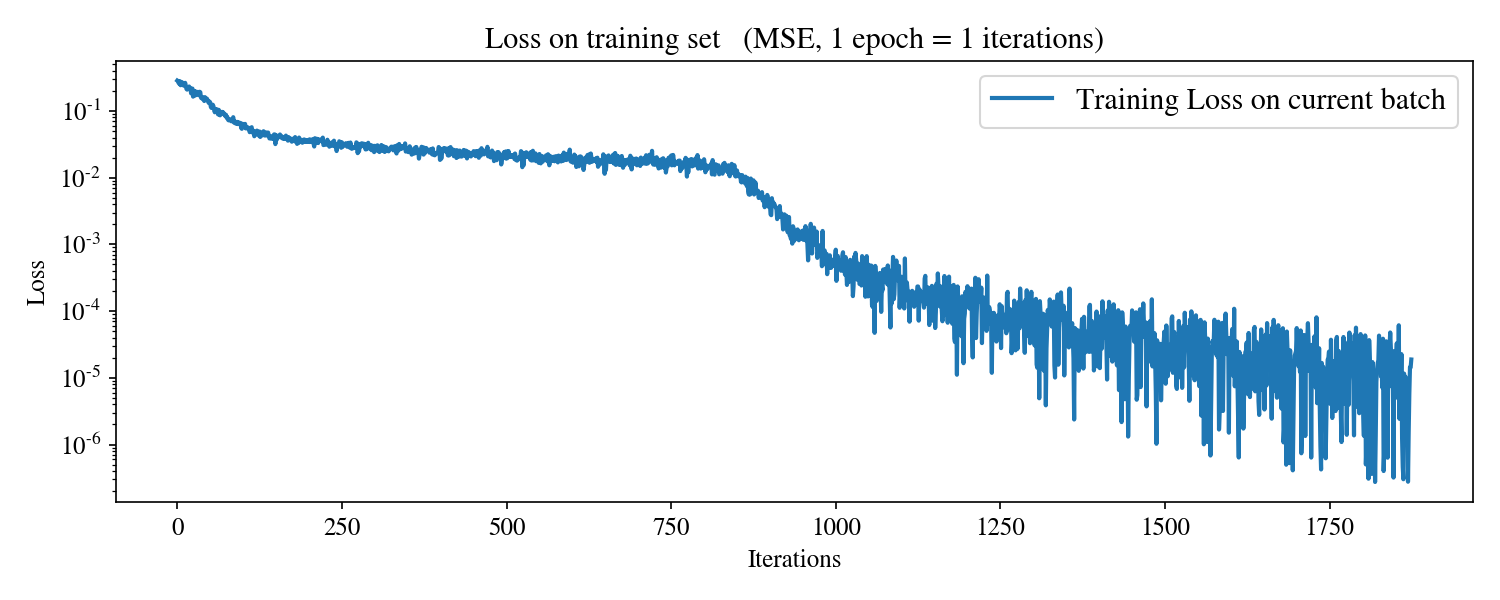 Loss on training set (MSE, 1 epoch = 1 iterations)
Training Loss on current batch
Loss
10-1
10-2
10-3
10-4
10-5
10-6
0 250 500 750 1000 1250 1500 1750
Iterations